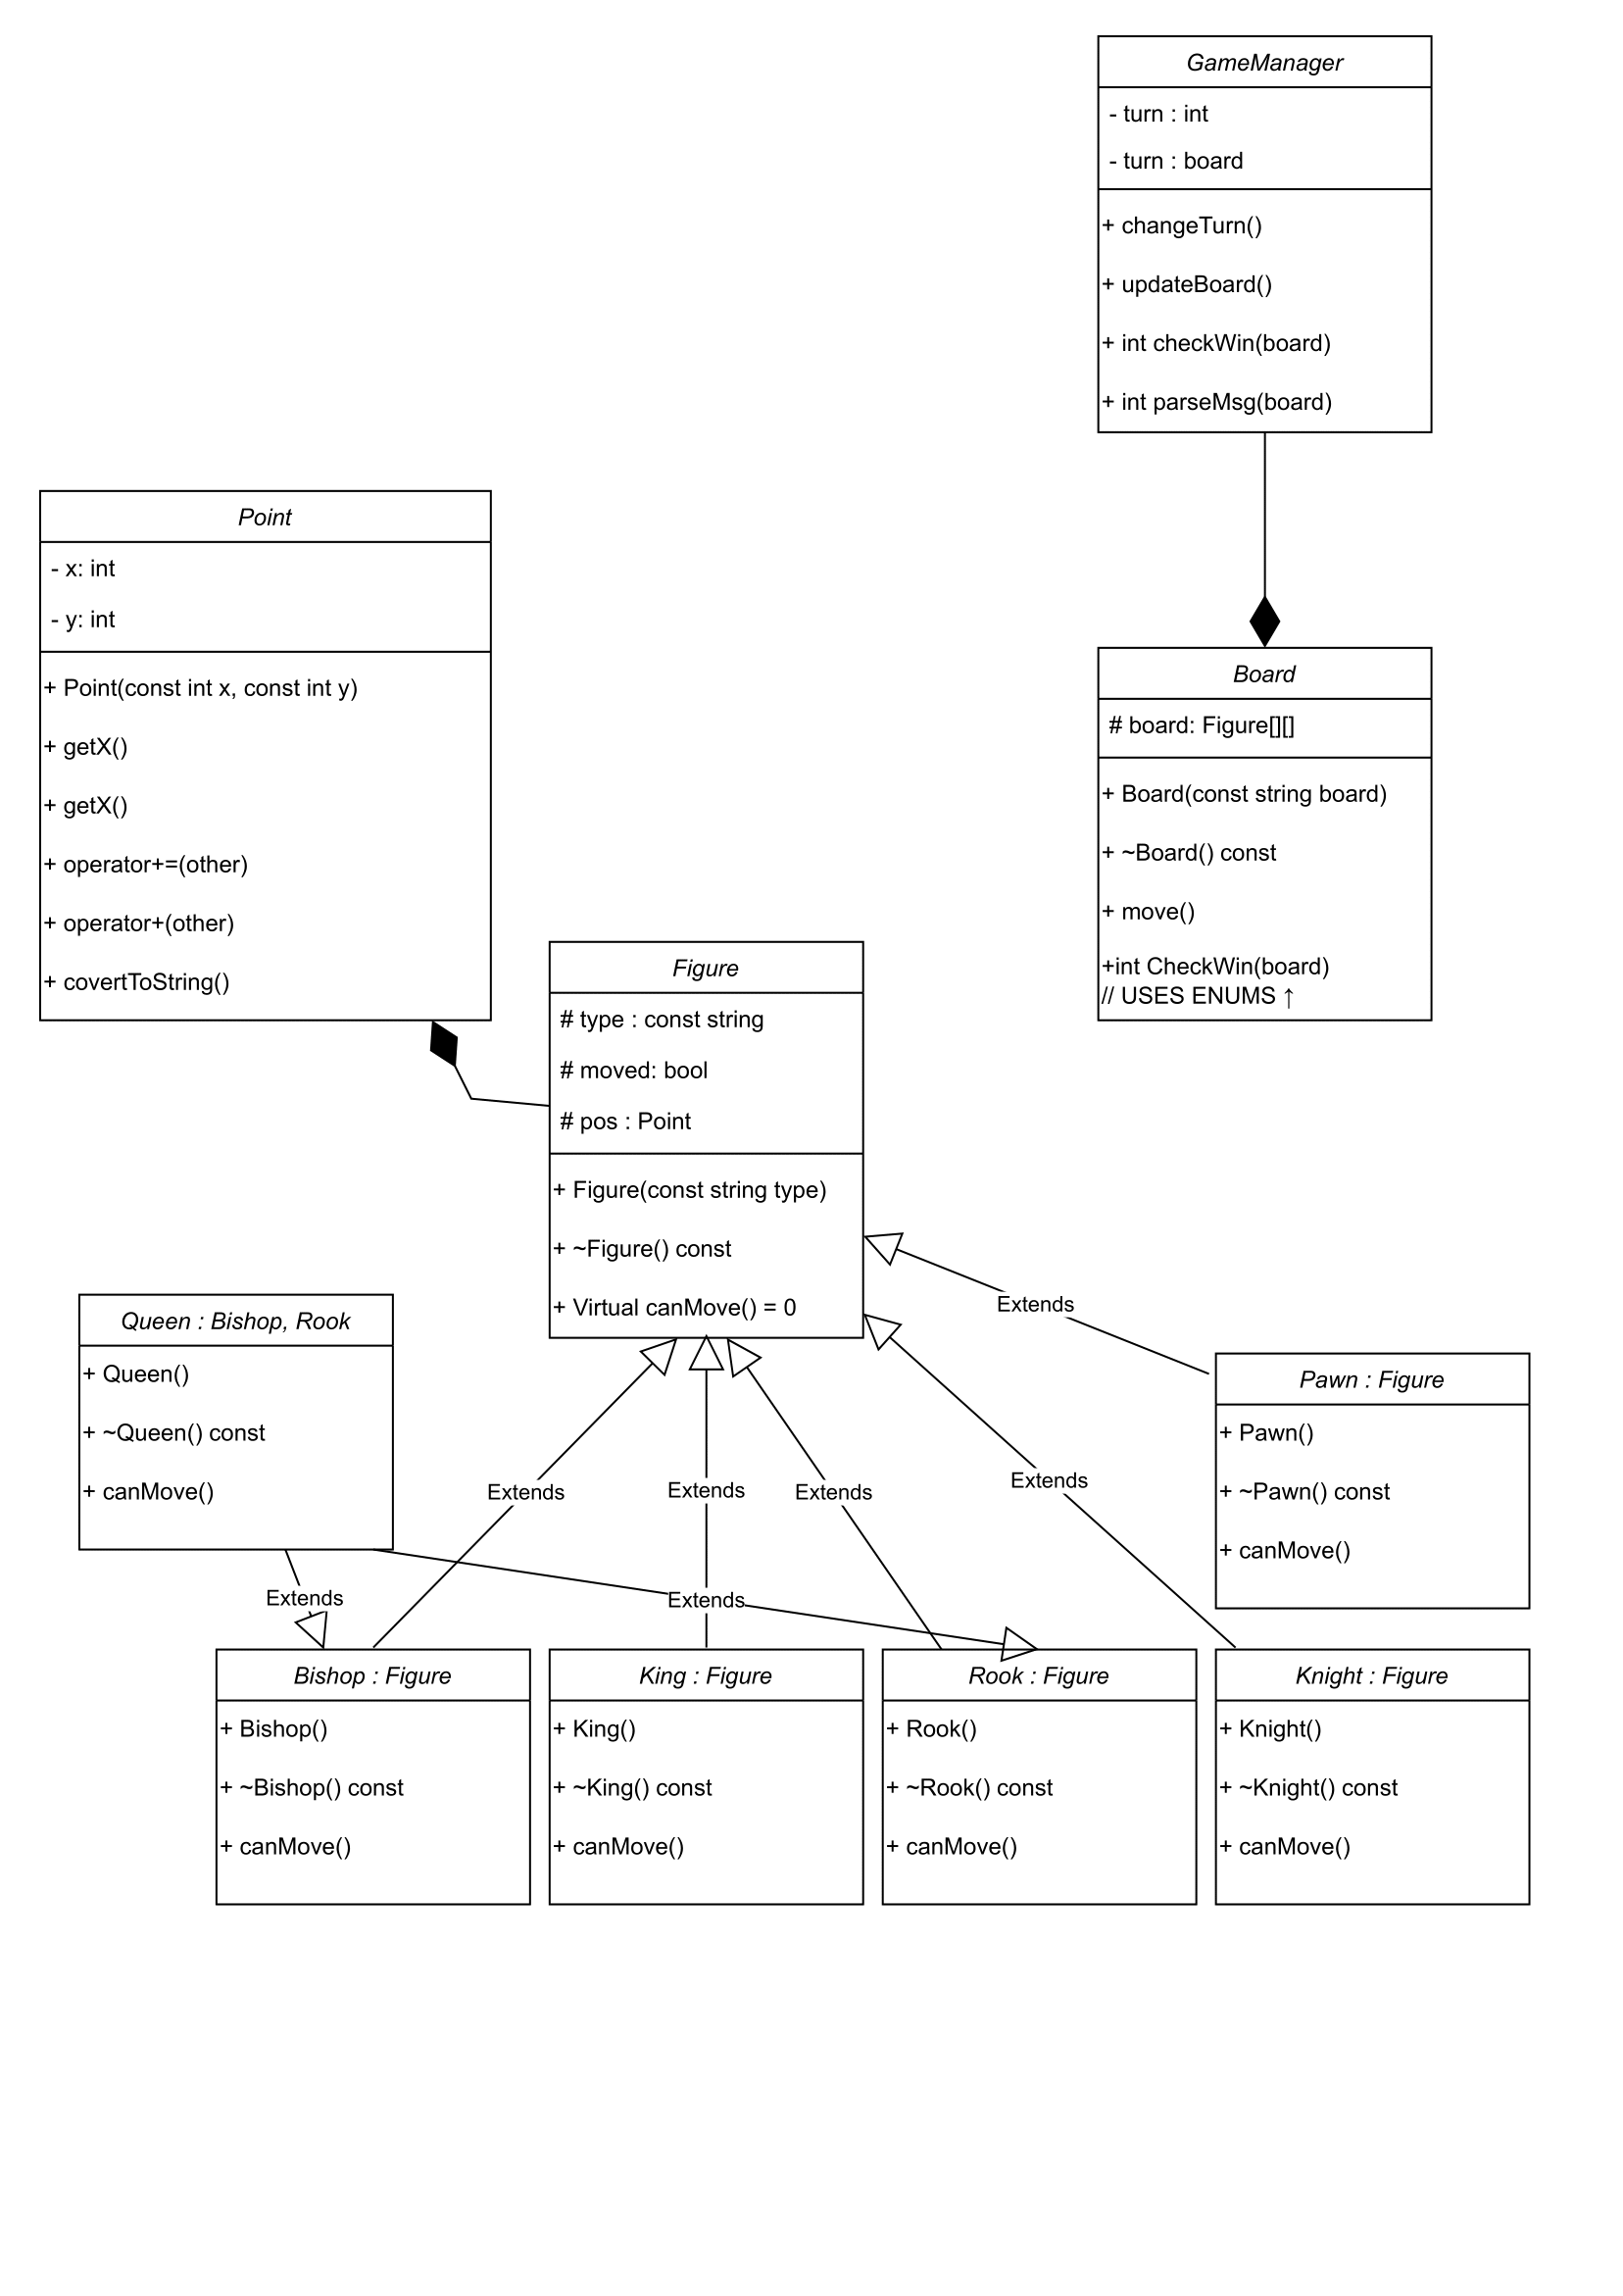 GameManager
- turn : int
- turn : board
+ changeTurn()
+ updateBoard()
+ int checkWin(board)
+ int parseMsg(board)
Point
- x: int
- y: int
+ Point(const int x, const int y)
+ getX()
+ getX()
+ operator+=(other)
+ operator+(other)
+ covertToString()
Board
# board: Figure[][]
+ Board(const string board)
+ ~Board() const
+ move()
+int CheckWin(board)
// USES ENUMS ↑
Figure
# type : const string
# moved: bool
# pos : Point
+ Figure(const string type)
+ ~Figure() const
+ Virtual canMove() = 0
Extends
Queen : Bishop, Rook
+ Queen()
+ ~Queen() const
+ canMove()
Pawn : Figure
+ Pawn()
+ ~Pawn() const
+ canMove()
Extends
Extends
Extends
Extends
Extends
Extends
Bishop : Figure
+ Bishop()
+ ~Bishop() const
+ canMove()
King : Figure
+ King()
+ ~King() const
+ canMove()
Rook : Figure
+ Rook()
+ ~Rook() const
+ canMove()
Knight : Figure
+ Knight()
+ ~Knight() const
+ canMove()